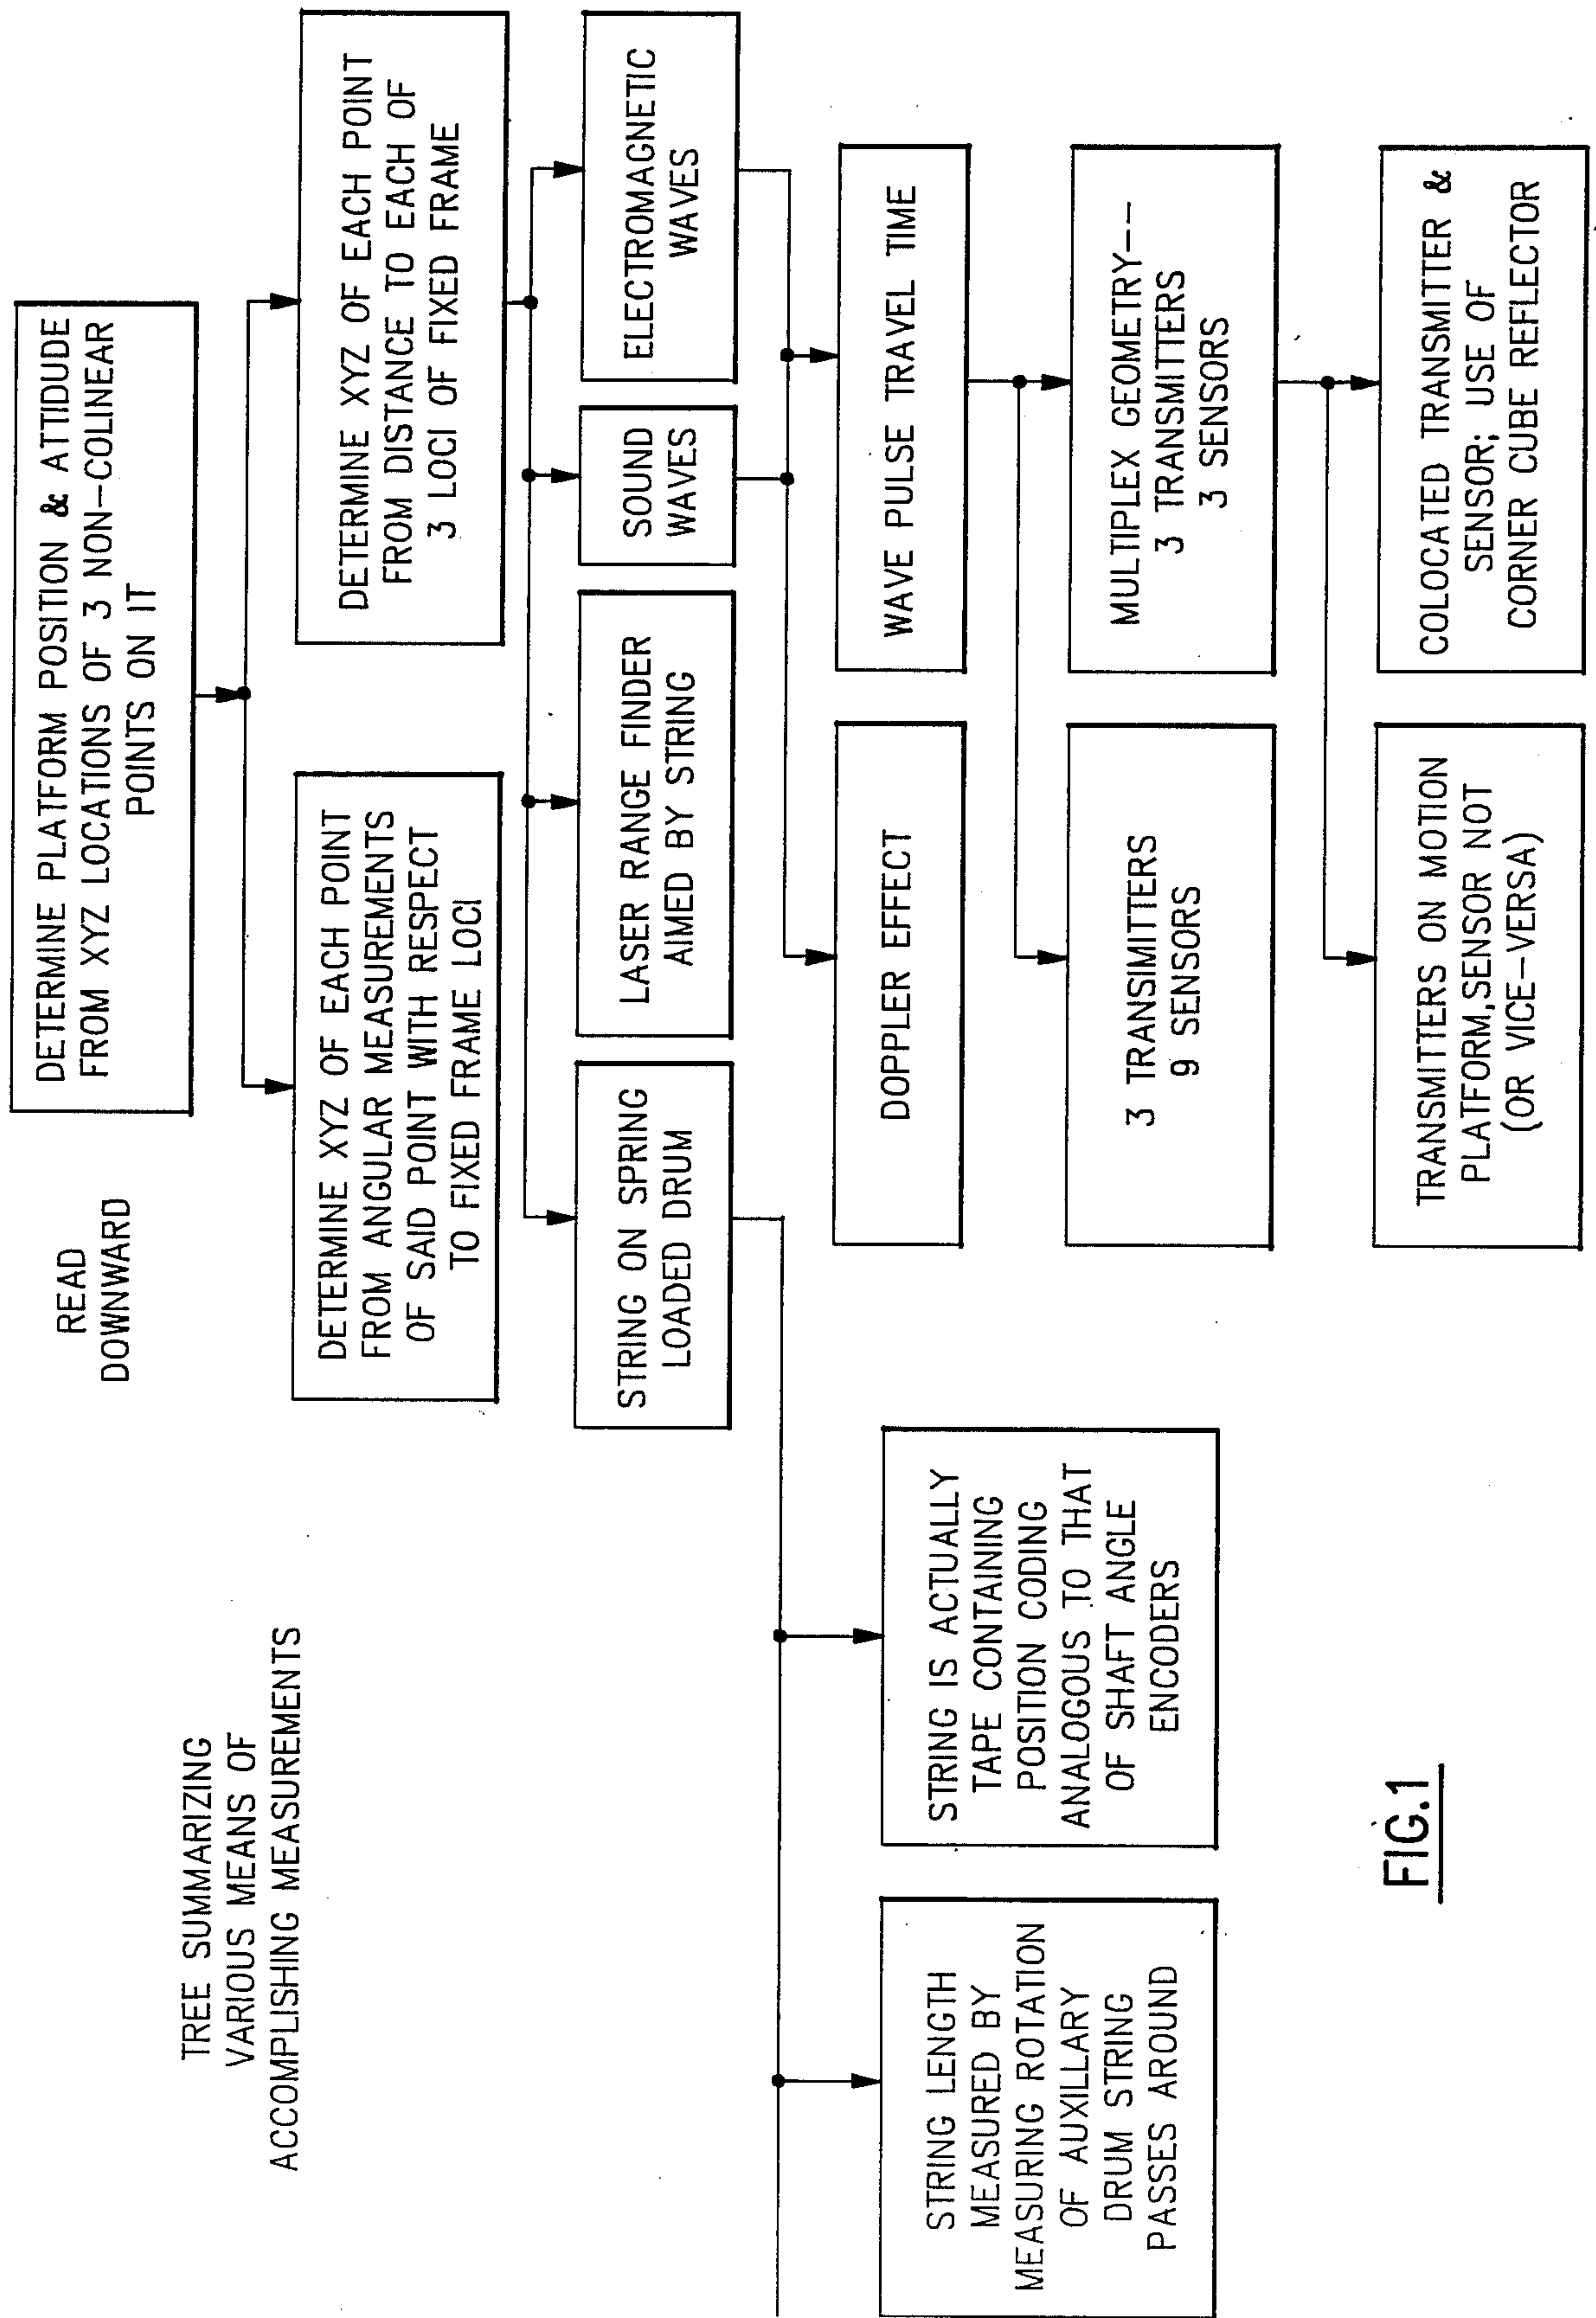 TREE SUMMARIZING
VARIOUS MEANS OF
ACCOMPLISHING MEASUREMENTS
READ
DOWNWARD
DETERMINE PLATFORM POSITION & ATTIDUDE
FROM XYZ LOCATIONS OF 3 NON-COLINEAR
POINTS ON IT
DETERMINE XYZ OF EACH POINT
FROM ANGULAR MEASUREMENTS
OF SAID POINT WITH RESPECT
TO FIXED FRAME LOCI
DETERMINE XYZ OF EACH POINT
FROM DISTANCE TO EACH OF
3 LOCI OF FIXED FRAME
STRING ON SPRING
LOADED DRUM
LASER RANGE FINDER
AIMED BY STRING
SOUND
WAVES
ELECTROMAGNETIC
WAVES
STRING LENGTH
MEASURED BY
MEASURING ROTATION
OF AUXILLARY
DRUM STRING
PASSES AROUND
STRING IS ACTUALLY
TAPE CONTAINING
POSITION CODING
ANALOGOUS TO THAT
OF SHAFT ANGLE
ENCODERS
DOPPLER EFFECT
WAVE PULSE TRAVEL TIME
3 TRANSIMITTERS
9 SENSORS
MULTIPLEX GEOMETRY--
3 TRANSMITTERS
3 SENSORS
TRANSMITTERS ON MOTION
PLATFORM,SENSOR NOT
(OR VICE-VERSA)
COLOCATED TRANSMITTER &
SENSOR; USE OF
CORNER CUBE REFLECTOR
FIG.1